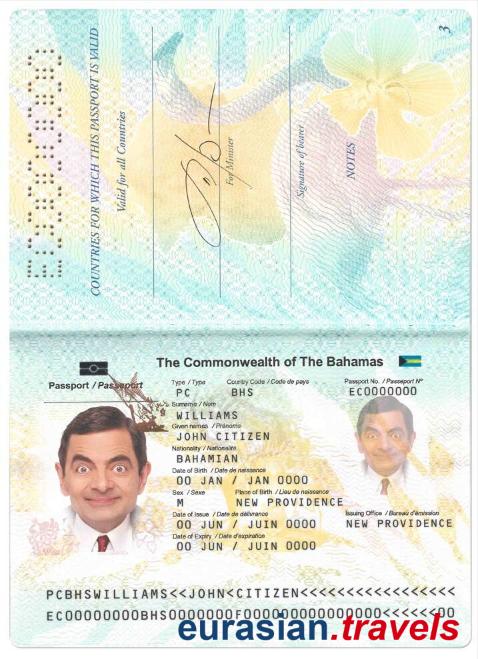 3
COUNTRIES FOR WHICH THIS PASSPORT IS VALID
Valid for all Countries
For Minister
Signature of bearer
NOTES
The Commonwealth of The Bahamas
Passport / Passeport
Type / Type
Country Code / Code de pays
Passport No. / Passeport Nº
PC
BHS
EC0000000
Surname / Nom
WILLIAMS
Given names / Prénoms
JOHN CITIZEN
Nationality / Nationalité
BAHAMIAN
Date of Birth / Date de naissance
00 JAN / JAN 0000
Sex / Sexe
Place of Birth / Lieu de naissance
M
NEW PROVIDENCE
Date of Issue / Date de délivrance
Issuing Office / Bureau d'émission
00 JUN / JUIN 0000
NEW PROVIDENCE
Date of Expiry / Date d'expiration
00 JUN / JUIN 0000
PCBHSWILLIAMS<<JOHN<CITIZEN<<<<<<<<<<<<<<<<<
eurasian.travels